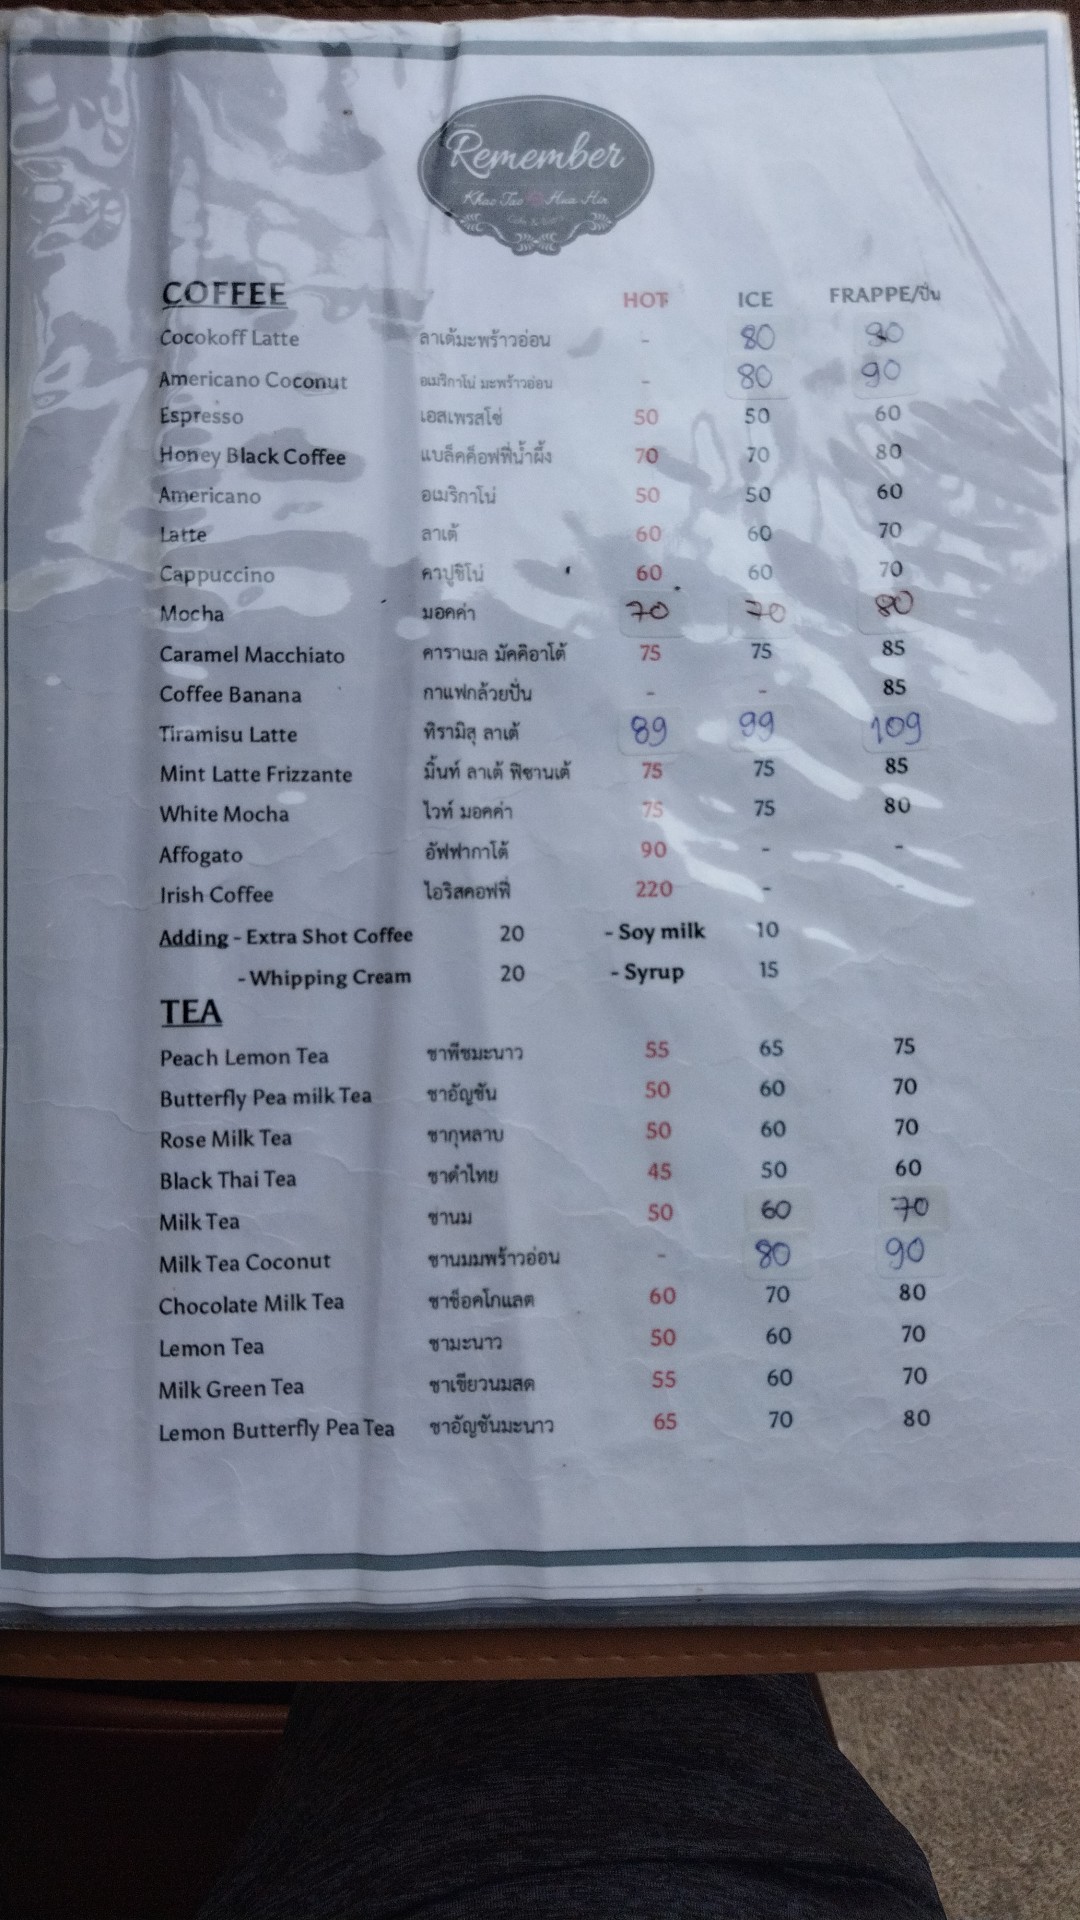 Remember
Khao Tao Hua Hin
COFFEE HOT ICE FRAPPE/ปั่น
Cocokoff Latte ลาเต้มะพร้าวอ่อน - 80 90
Americano Coconut อเมริกาโน่ มะพร้าวอ่อน - 80 90
Espresso เอสเพรสโซ่ 50 50 60
Honey Black Coffee แบล็คค็อฟฟี่น้ำผึ้ง 70 70 80
Americano อเมริกาโน่ 50 50 60
Latte ลาเต้ 60 60 70
Cappuccino คาปูชิโน่ 60 60 70
Mocha มอคค่า 70 70 80
Caramel Macchiato คาราเมล มัคคิอาโต้ 75 75 85
Coffee Banana กาแฟกล้วยปั่น - - 85
Tiramisu Latte ทิรามิสุ ลาเต้ 89 99 109
Mint Latte Frizzante มิ้นท์ ลาเต้ ฟิซานเต้ 75 75 85
White Mocha ไวท์ มอคค่า 75 75 80
Affogato อัฟฟากาโต้ 90 - -
Irish Coffee ไอริสคอฟฟี่ 220 - -
Adding - Extra Shot Coffee 20 - Soy milk 10
- Whipping Cream 20 - Syrup 15
TEA
Peach Lemon Tea ชาพีชมะนาว 55 65 75
Butterfly Pea milk Tea ชาอัญชัน 50 60 70
Rose Milk Tea ชากุหลาบ 50 60 70
Black Thai Tea ชาดำไทย 45 50 60
Milk Tea ชานม 50 60 70
Milk Tea Coconut ชานมมพร้าวอ่อน - 80 90
Chocolate Milk Tea ชาช็อคโกแลต 60 70 80
Lemon Tea ชามะนาว 50 60 70
Milk Green Tea ชาเขียวนมสด 55 60 70
Lemon Butterfly Pea Tea ชาอัญชันมะนาว 65 70 80